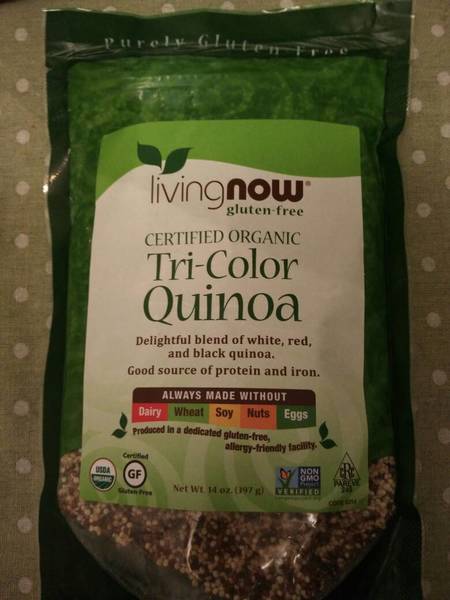 Purely Gluten Free
livingnow®
gluten-free
CERTIFIED ORGANIC
Tri-Color
Quinoa
Delightful blend of white, red,
and black quinoa.
Good source of protein and iron.
ALWAYS MADE WITHOUT
Dairy Wheat Soy Nuts Eggs
Produced in a dedicated gluten-free,
allergy-friendly facility.
USDA
ORGANIC
Certified
GF
Gluten-Free
Net Wt. 14 oz. (397 g)
NON
GMO
Project
VERIFIED
PAREVE